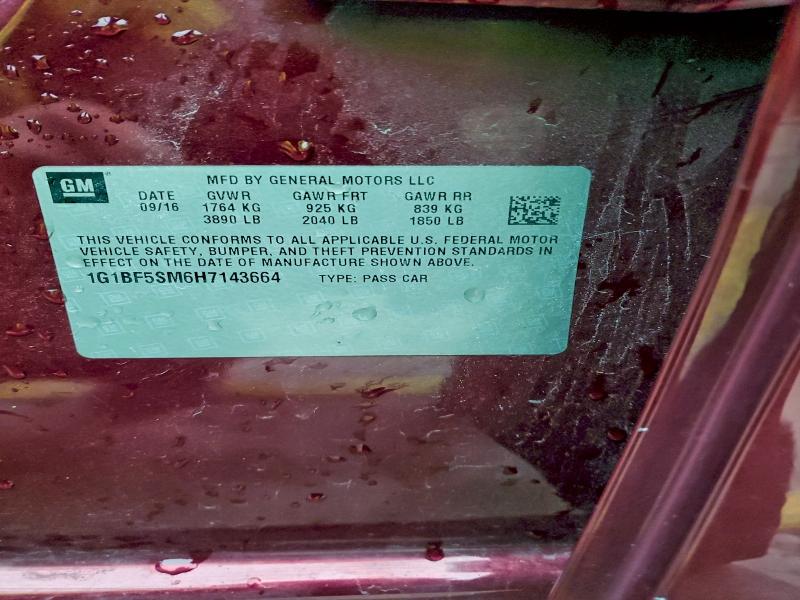 GM
MFD BY GENERAL MOTORS LLC
DATE GVWR GAWR FRT GAWR RR
09/16 1764 KG 925 KG 839 KG
3890 LB 2040 LB 1850 LB
THIS VEHICLE CONFORMS TO ALL APPLICABLE U.S. FEDERAL MOTOR
VEHICLE SAFETY, BUMPER, AND THEFT PREVENTION STANDARDS IN
EFFECT ON THE DATE OF MANUFACTURE SHOWN ABOVE.
1G1BF5SM6H7143664 TYPE: PASS CAR